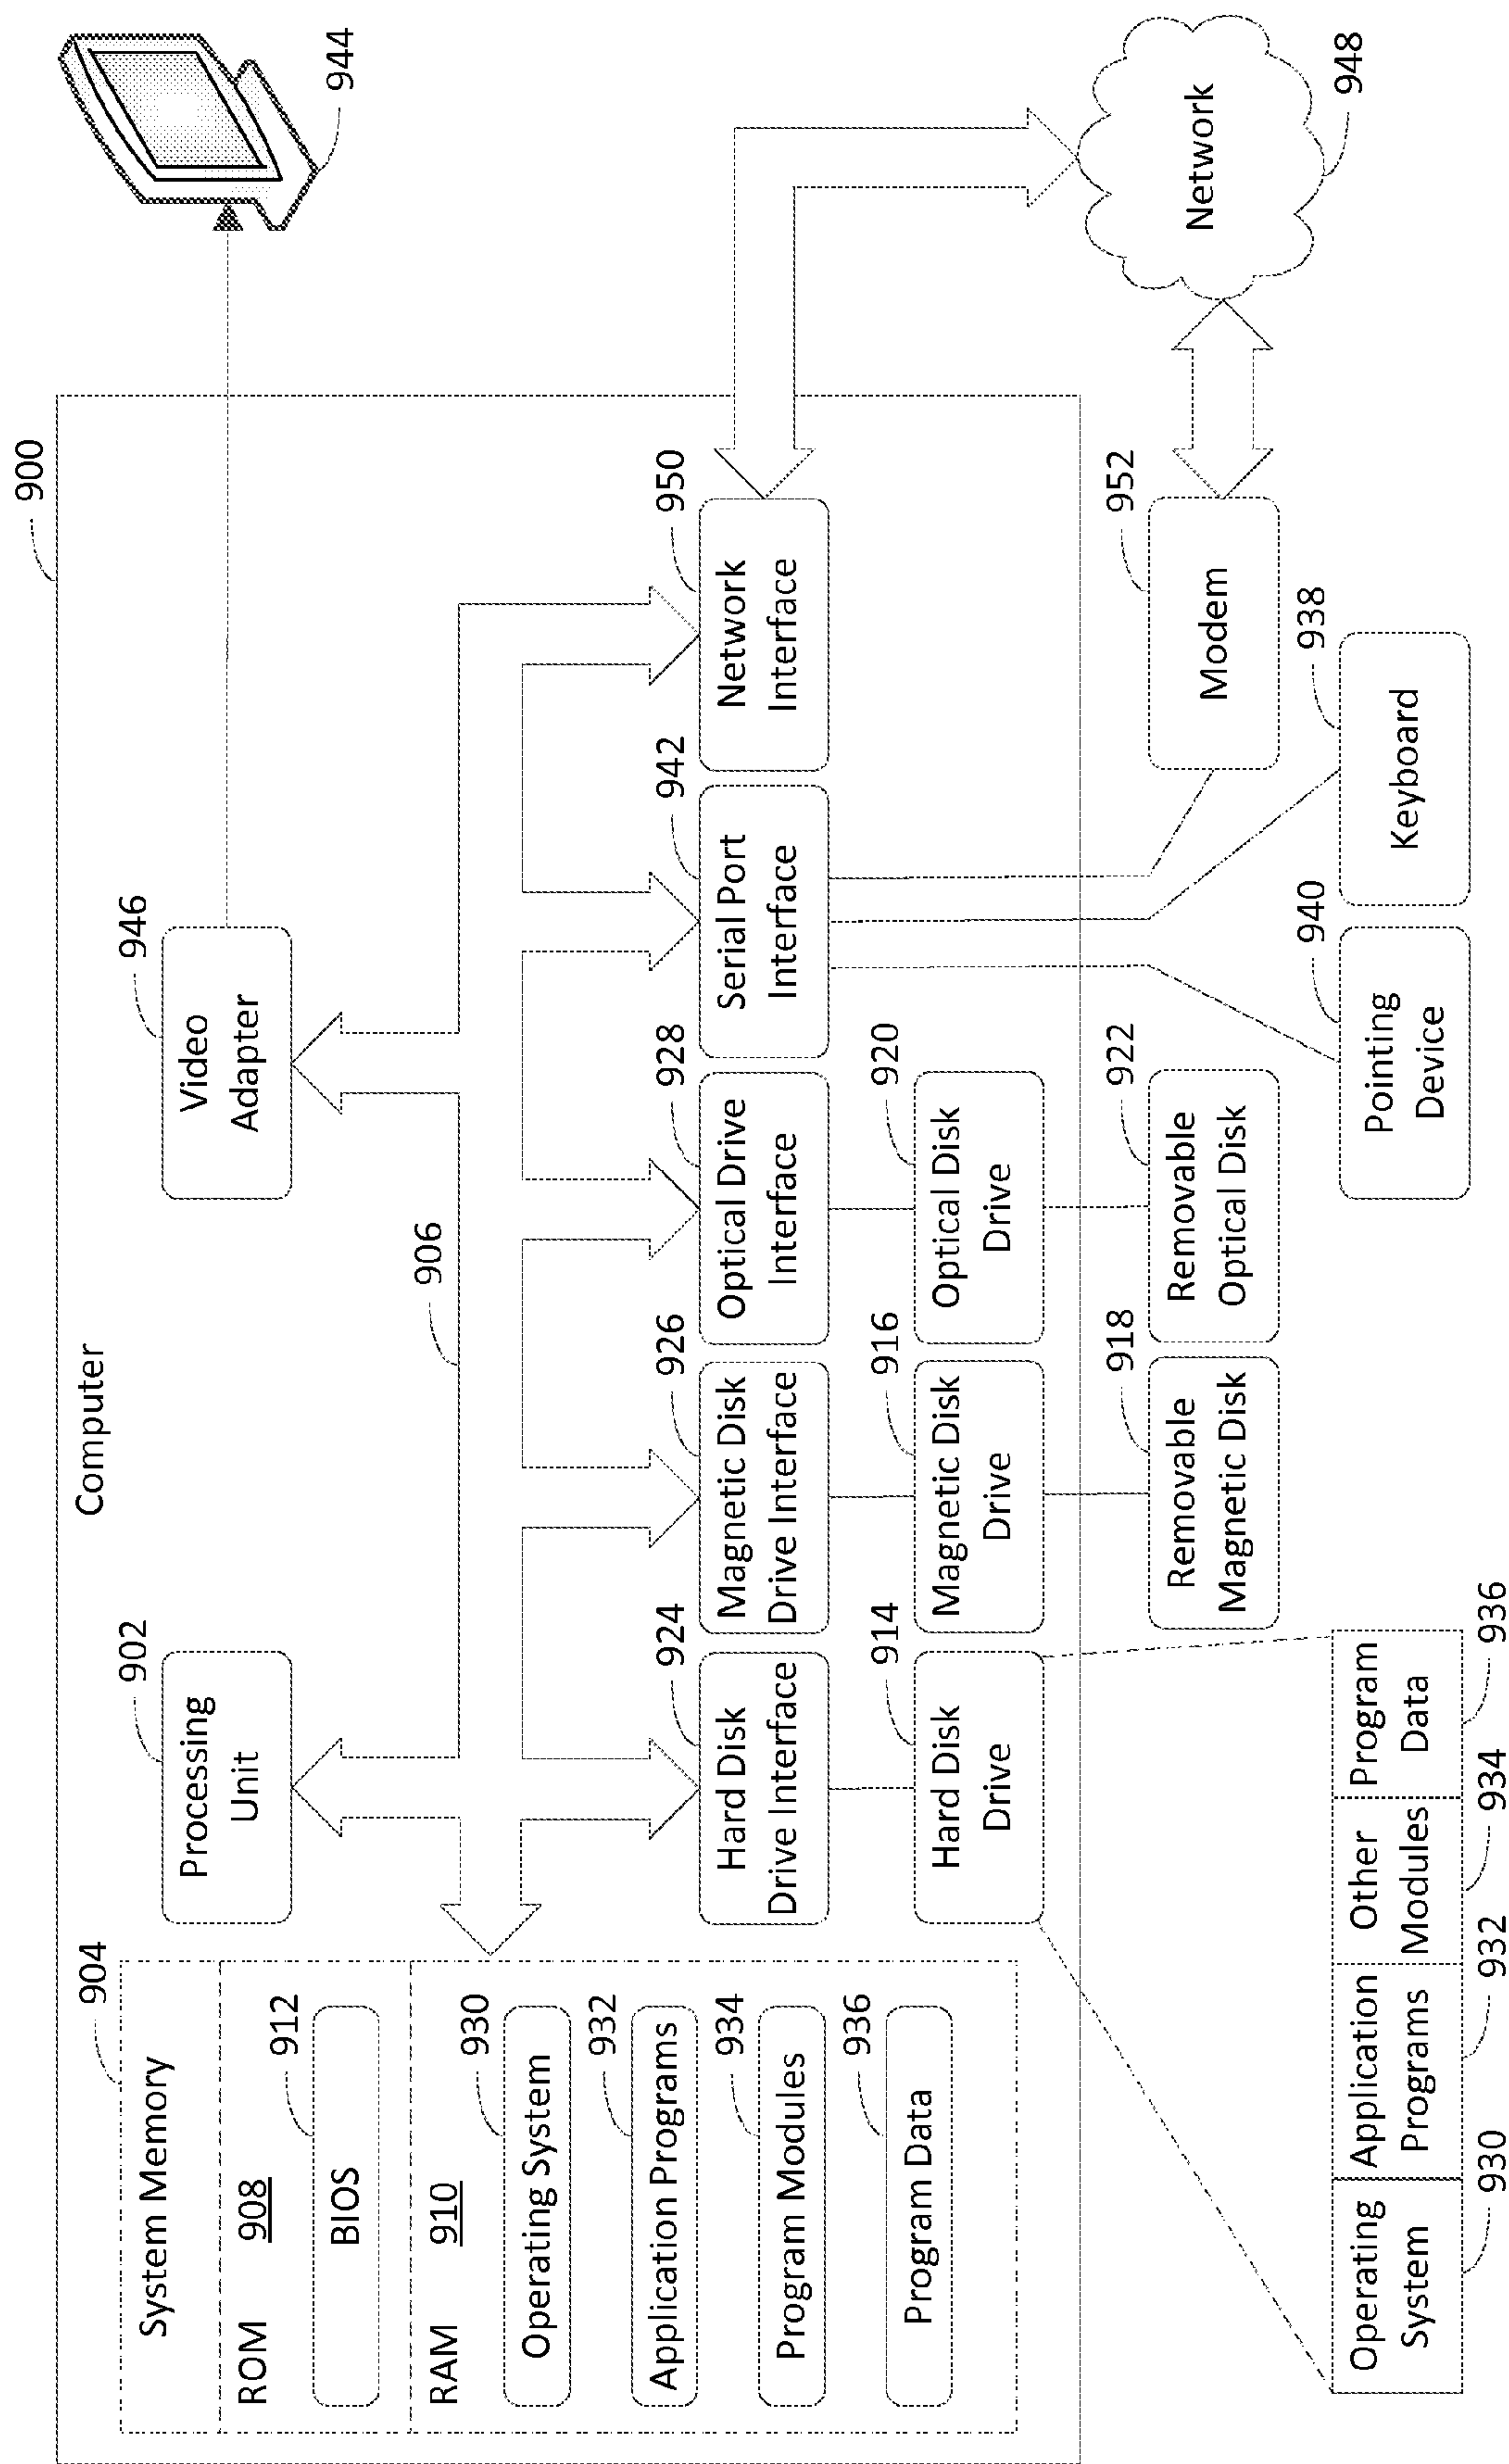 900
Computer
944
904
System Memory
ROM 908
912
BIOS
RAM 910
930
Operating System
932
Application Programs
934
Program Modules
936
Program Data
902
Processing
Unit
946
Video
Adapter
906
924
Hard Disk
Drive Interface
926
Magnetic Disk
Drive Interface
928
Optical Drive
Interface
942
Serial Port
Interface
950
Network
Interface
914
Hard Disk
Drive
916
Magnetic Disk
Drive
920
Optical Disk
Drive
918
Removable
Magnetic Disk
922
Removable
Optical Disk
952
Modem
Network
948
940
Pointing
Device
938
Keyboard
Operating
System
930
Application
Programs
932
Other
Modules
934
Program
Data
936